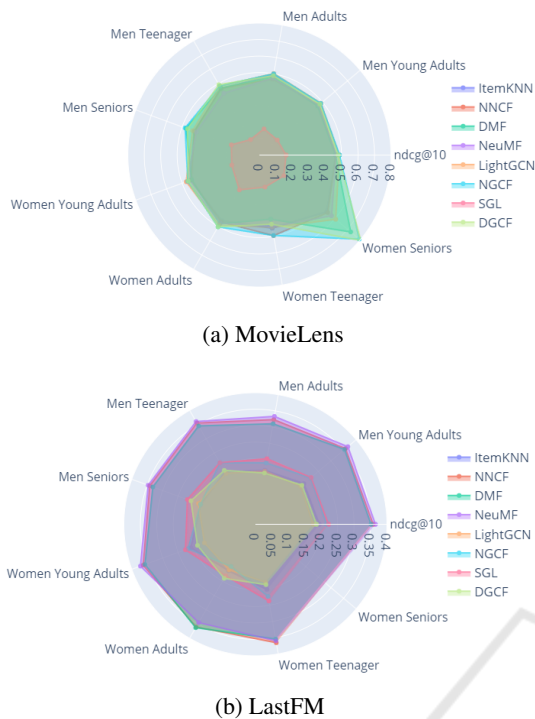 Men Adults
Men Teenager
Men Young Adults
Men Seniors
ndcg@10
0 0.1 0.2 0.3 0.4 0.5 0.6 0.7 0.8
Women Young Adults
Women Seniors
Women Adults
Women Teenager
ItemKNN
NNCF
DMF
NeuMF
LightGCN
NGCF
SGL
DGCF
(a) MovieLens
Men Adults
Men Teenager
Men Young Adults
Men Seniors
ndcg@10
0 0.05 0.1 0.15 0.2 0.25 0.3 0.35 0.4
Women Young Adults
Women Seniors
Women Adults
Women Teenager
ItemKNN
NNCF
DMF
NeuMF
LightGCN
NGCF
SGL
DGCF
(b) LastFM